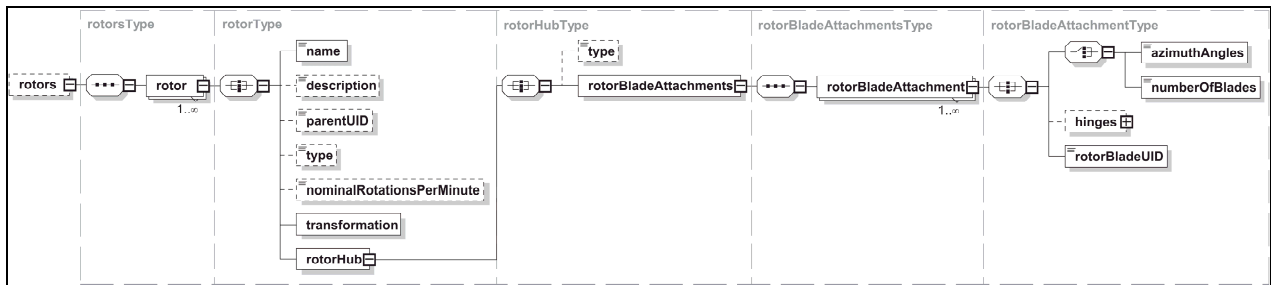 rotorsType
rotorType
rotorHubType
rotorBladeAttachmentsType
rotorBladeAttachmentType
rotors
rotor
1..∞
name
description
parentUID
type
nominalRotationsPerMinute
transformation
rotorHub
type
rotorBladeAttachments
rotorBladeAttachment
1..∞
azimuthAngles
numberOfBlades
hinges
rotorBladeUID